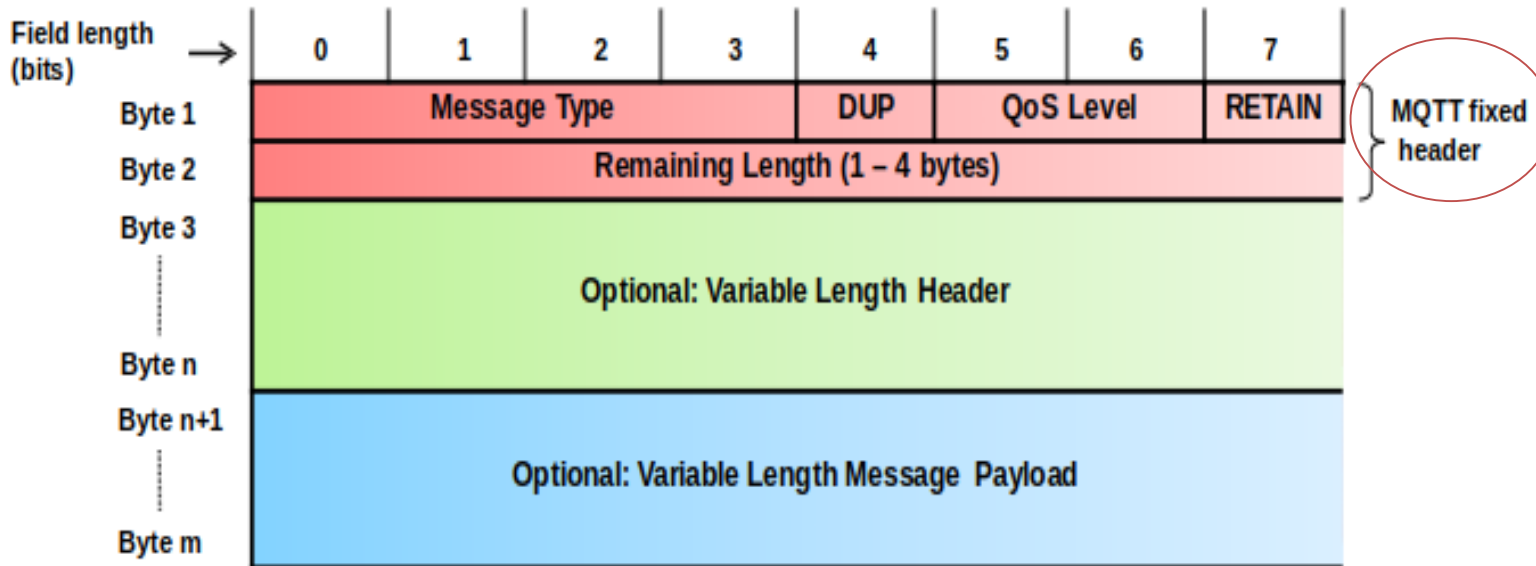 Field length
(bits)
0 1 2 3 4 5 6 7
Byte 1
Message Type DUP QoS Level RETAIN
MQTT fixed
header
Byte 2
Remaining Length (1 – 4 bytes)
Byte 3
Optional: Variable Length Header
Byte n
Byte n+1
Optional: Variable Length Message Payload
Byte m